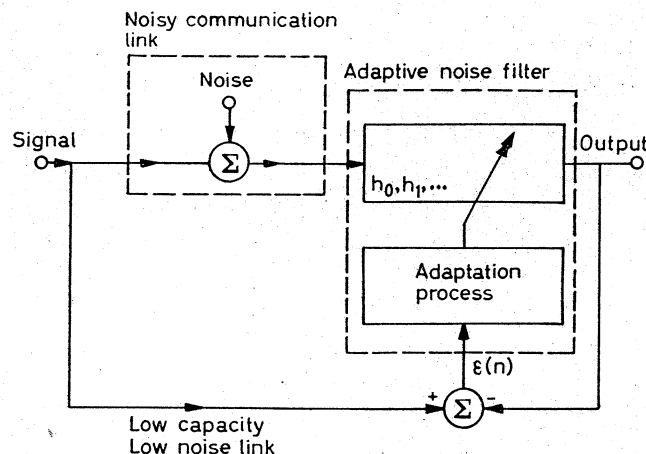 Noisy communication
link
Noise
Adaptive noise filter
Signal
Σ
Output
h₀,h₁,...
Adaptation
process
ε(n)
+
Σ
-
Low capacity
Low noise link